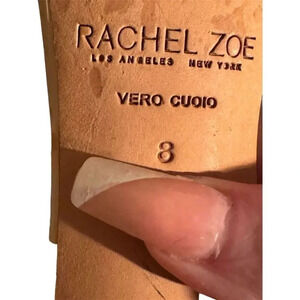 RACHEL ZOE
LOS ANGELES NEW YORK
VERO CUOIO
8